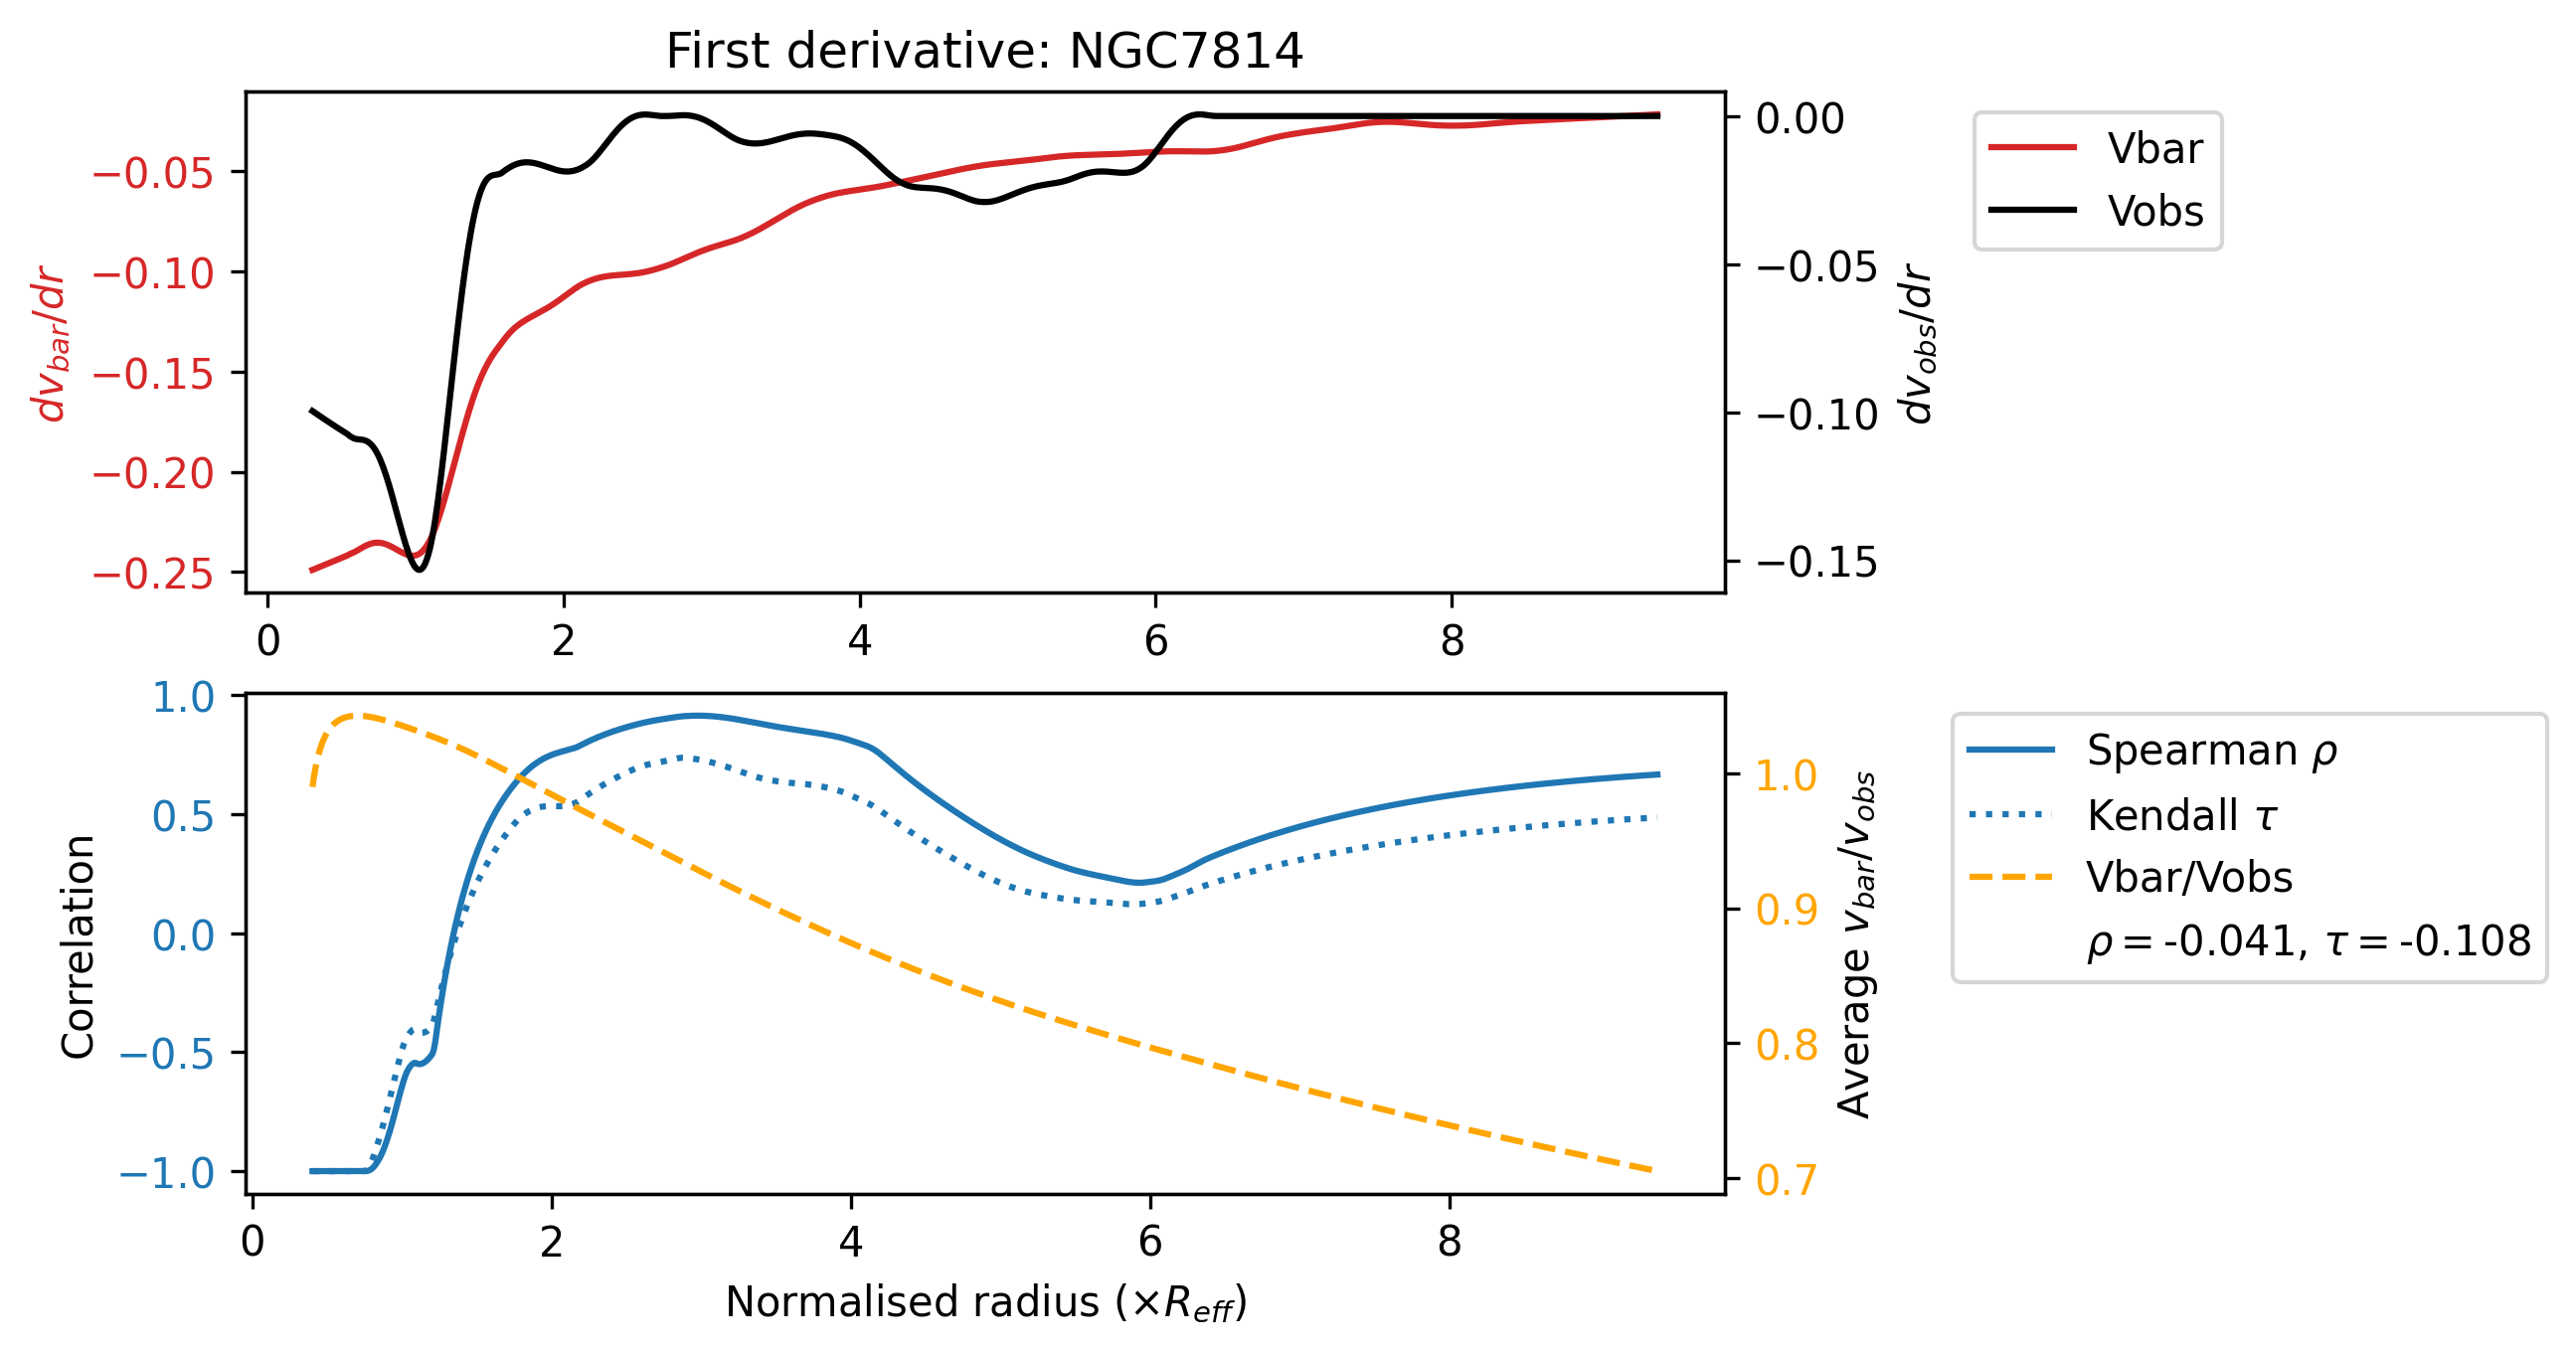 First derivative: NGC7814
−0.05
−0.10
−0.15
−0.20
−0.25
dv_bar/dr
0.00
−0.05
−0.10
−0.15
dv_obs/dr
0 2 4 6 8
Vbar
Vobs
1.0
0.5
0.0
−0.5
−1.0
Correlation
1.0
0.9
0.8
0.7
Average v_bar/v_obs
0 2 4 6 8
Normalised radius (×R_eff)
Spearman ρ
Kendall τ
Vbar/Vobs
ρ = -0.041, τ = -0.108